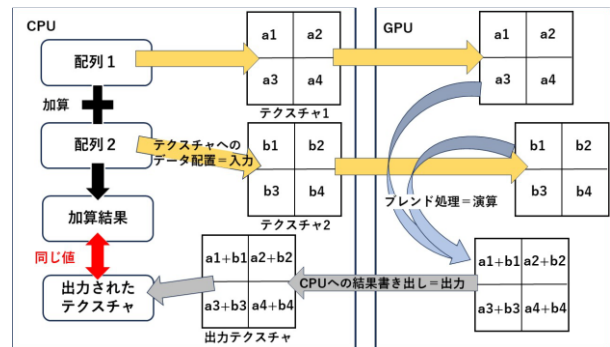 CPU
配列１
加算
配列２
加算結果
同じ値
出力された
テクスチャ
a1 a2
a3 a4
テクスチャ1
テクスチャへの
データ配置＝入力
b1 b2
b3 b4
テクスチャ2
a1+b1 a2+b2
a3+b3 a4+b4
出力テクスチャ
CPUへの結果書き出し＝出力
GPU
a1 a2
a3 a4
b1 b2
b3 b4
ブレンド処理＝演算
a1+b1 a2+b2
a3+b3 a4+b4